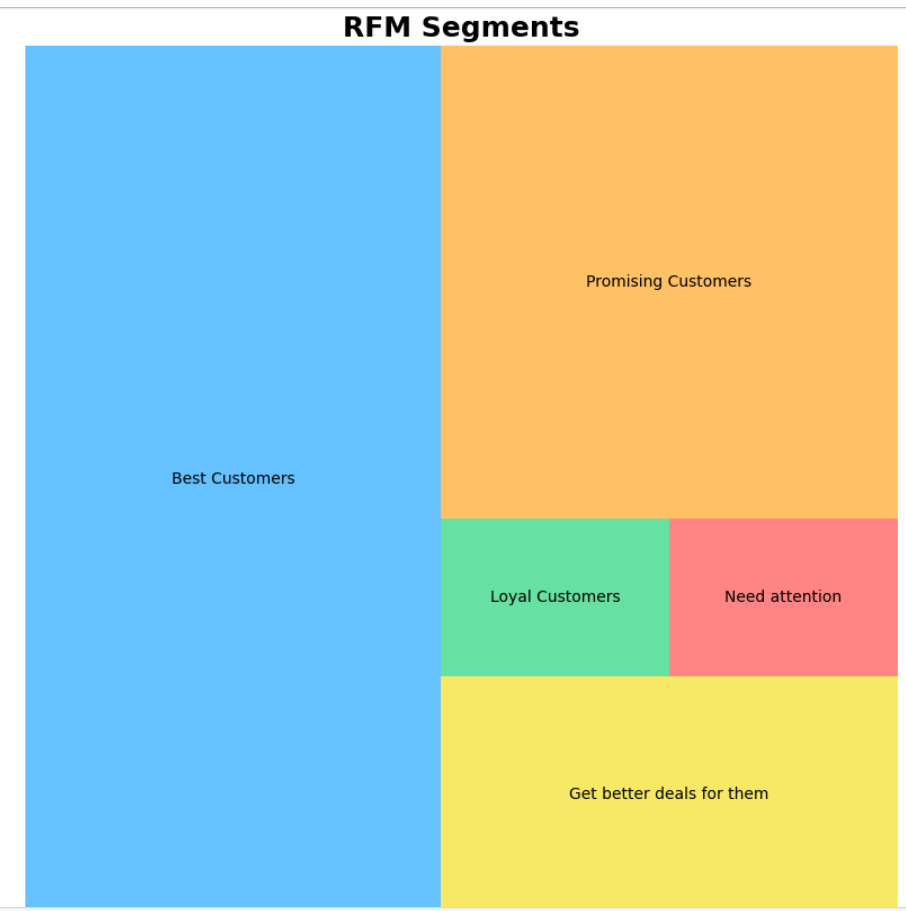 RFM Segments
Promising Customers
Best Customers
Loyal Customers
Need attention
Get better deals for them